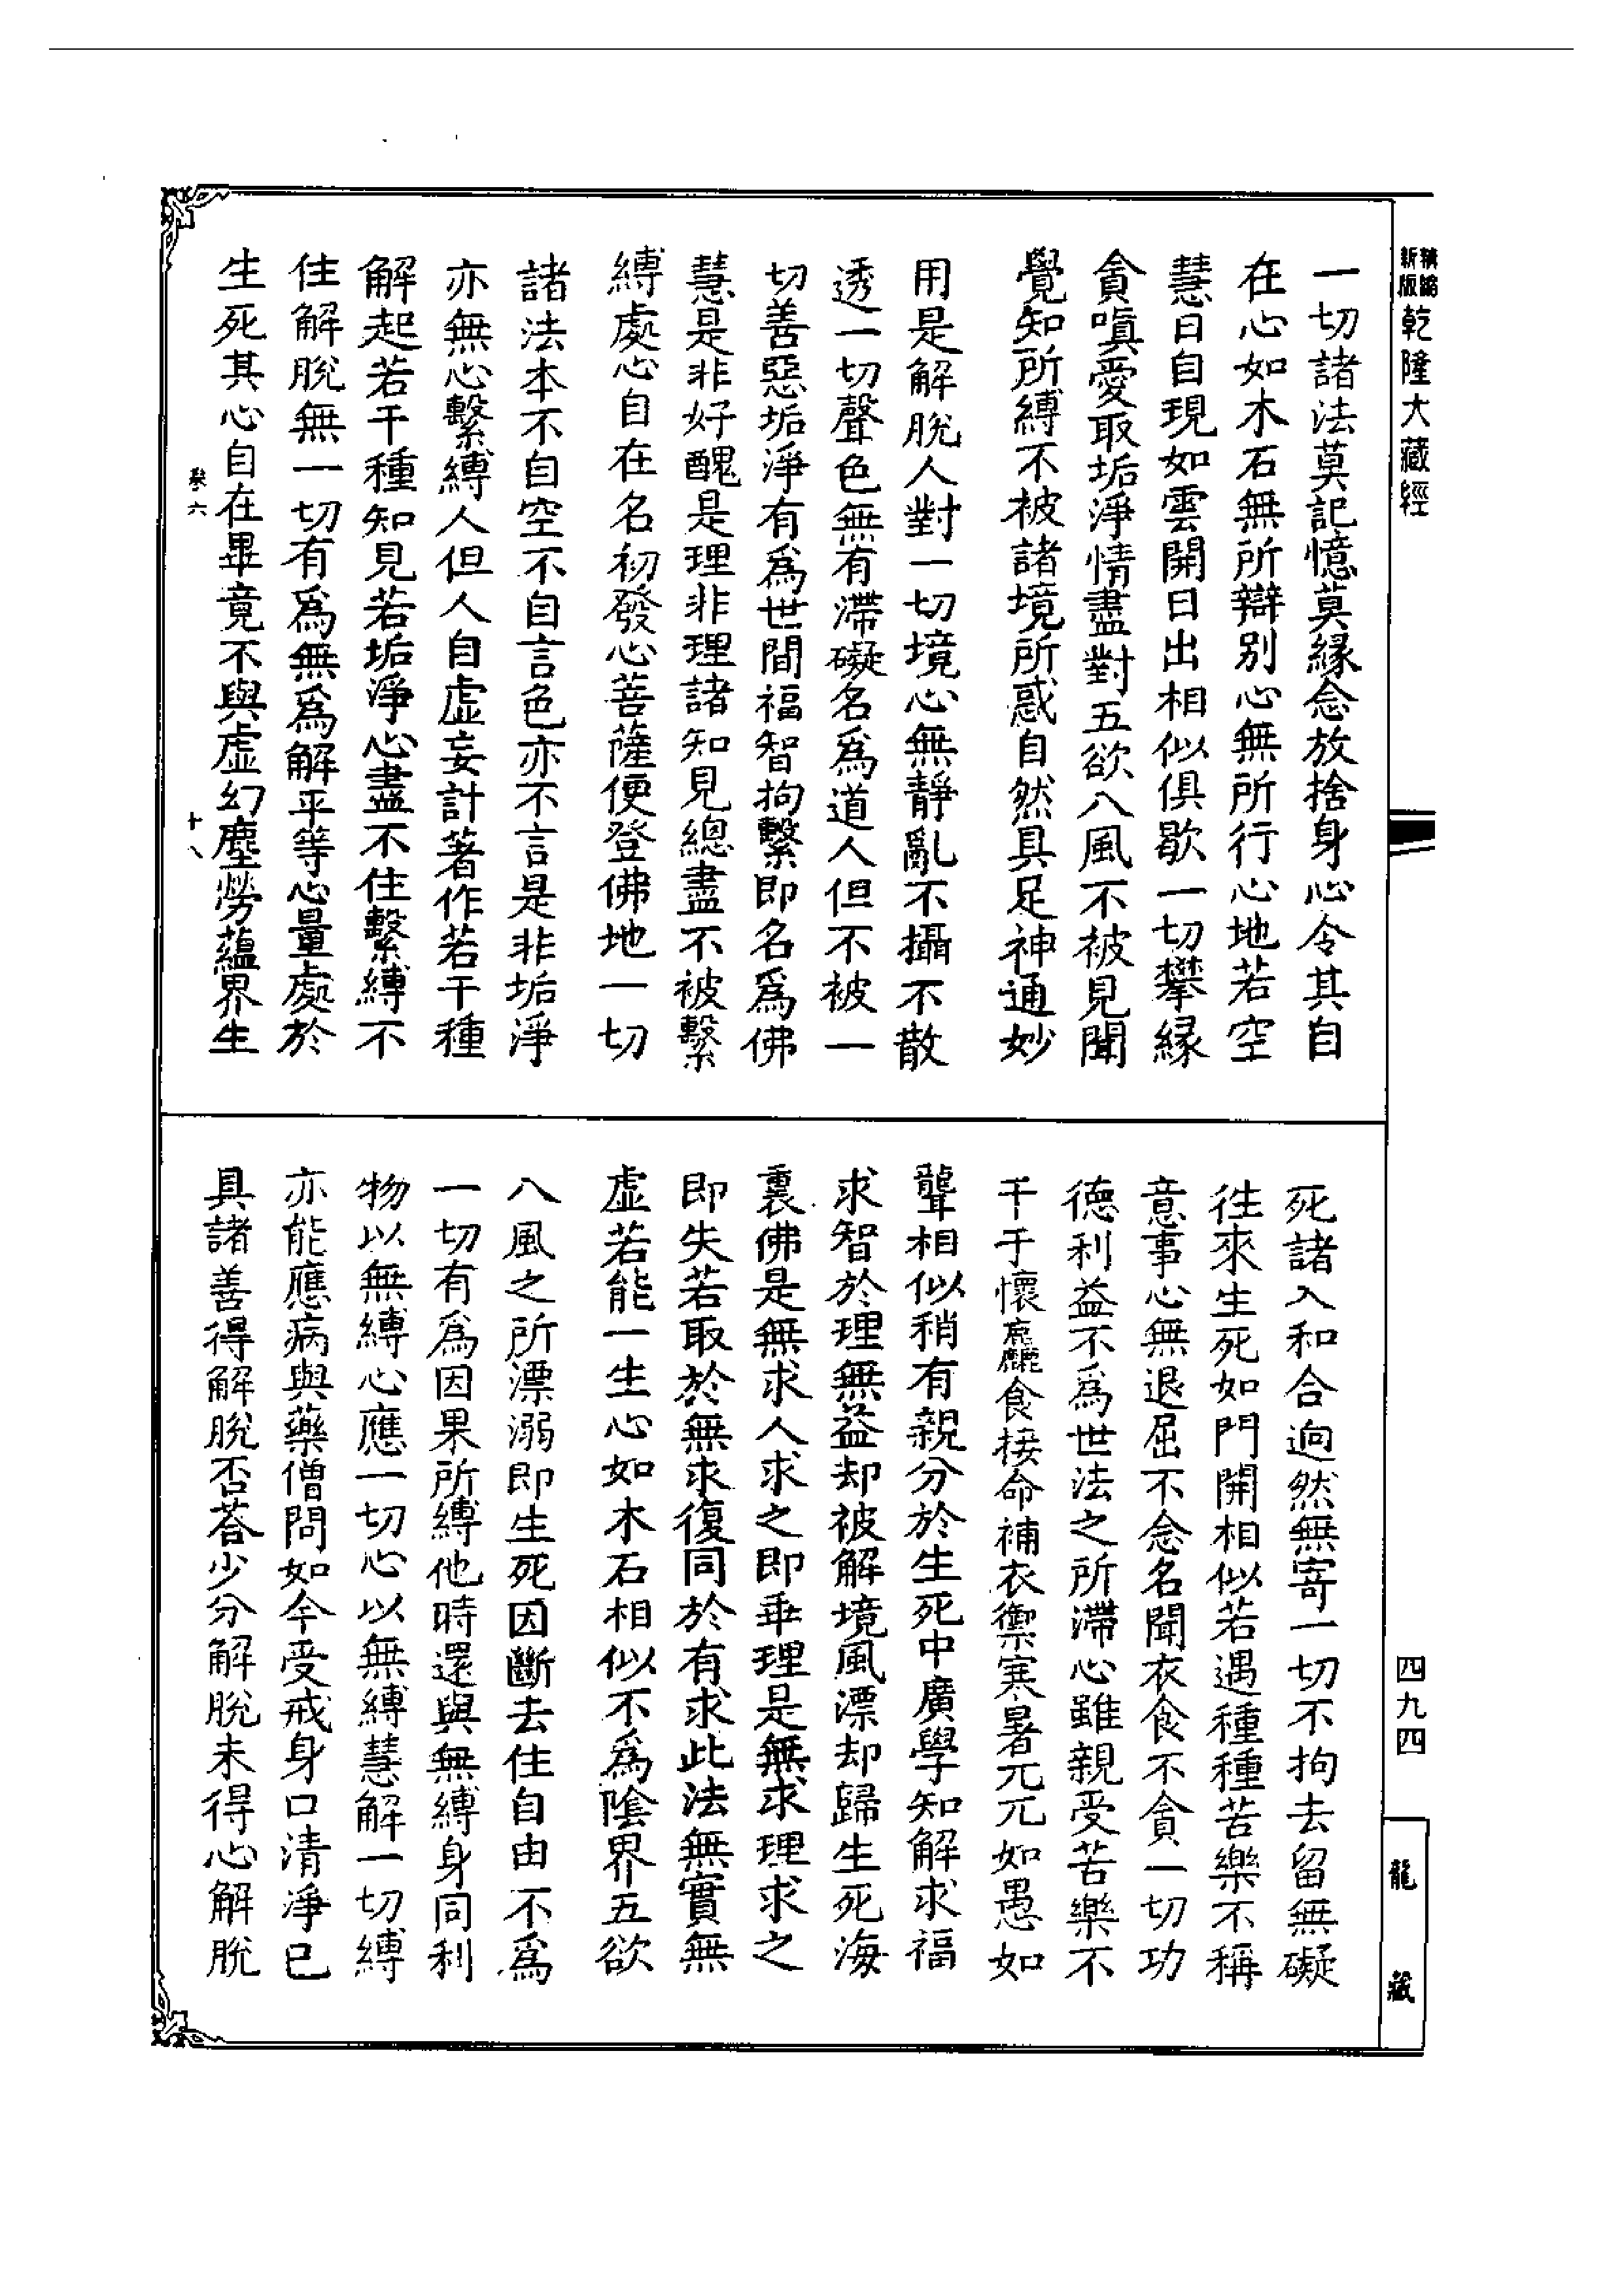 新版
乾隆大藏經
一切諸法莫記憶莫緣念放捨身心令其自
在心如木石無所辯别心無所行心地若空
慧日自現如雲開日出相似俱歇一切攀緣
貪嗔愛取垢淨情盡對五欲八風不被見聞
覺知所縛不被諸境所惑自然具足神通妙
用是解脫人對一切境心無靜亂不攝不散
透一切聲色無有滯礙名爲道人但不被一
切善惡垢淨有爲世間福智拘繫即名爲佛
慧是非好醜是理非理諸知見總盡不被繫
縛處心自在名初發心菩薩便登佛地一切
諸法本不自空不自言色亦不言是非垢淨
亦無心繫縛人但人自虛妄計著作若干種
解起若干種知見若垢淨心盡不住繫縛不
住解脫無一切有爲無爲解平等心量處於
生死其心自在畢竟不與虛幻塵勞蘊界生
六
十八
死諸入和合逈然無寄一切不拘去留無礙
往來生死如門開相似若遇種種苦樂不稱
意事心無退屈不念名聞衣食不貪一切功
德利益不爲世法之所滯心雖親受苦樂不
干于懷麤食接命補衣禦寒暑兀兀如愚如
聾相似稍有親分於生死中廣學知解求福
求智於理無益却被解境風漂却歸生死海
裏佛是無求人求之即乖理是無求理求之
即失若取於無求復同於有求此法無實無
虛若能一生心如木石相似不爲陰界五欲
八風之所漂溺即生死因斷去住自由不爲
一切有爲因果所縛他時還與無縛身同利
物以無縛心應一切心以無縛慧解一切縛
亦能應病與藥僧問如今受戒身口清淨已
具諸善得解脫否荅少分解脫未得心解脫
四九四
龍藏